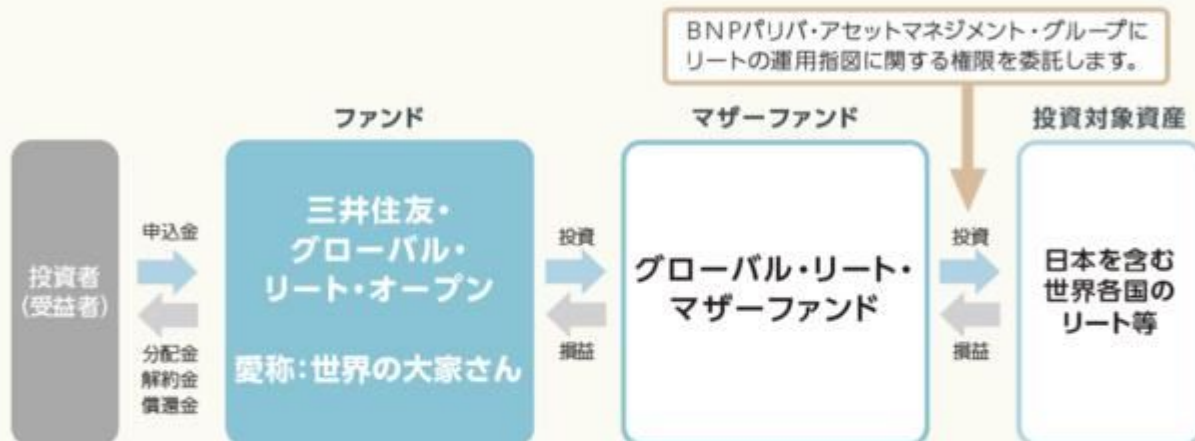 BNPパリバ・アセットマネジメント・グループに
リートの運用指図に関する権限を委託します。
ファンド
マザーファンド
投資対象資産
投資者
(受益者)
申込金
分配金
解約金
償還金
三井住友・
グローバル・
リート・オープン
愛称:世界の大家さん
投資
損益
グローバル・リート・
マザーファンド
投資
損益
日本を含む
世界各国の
リート等